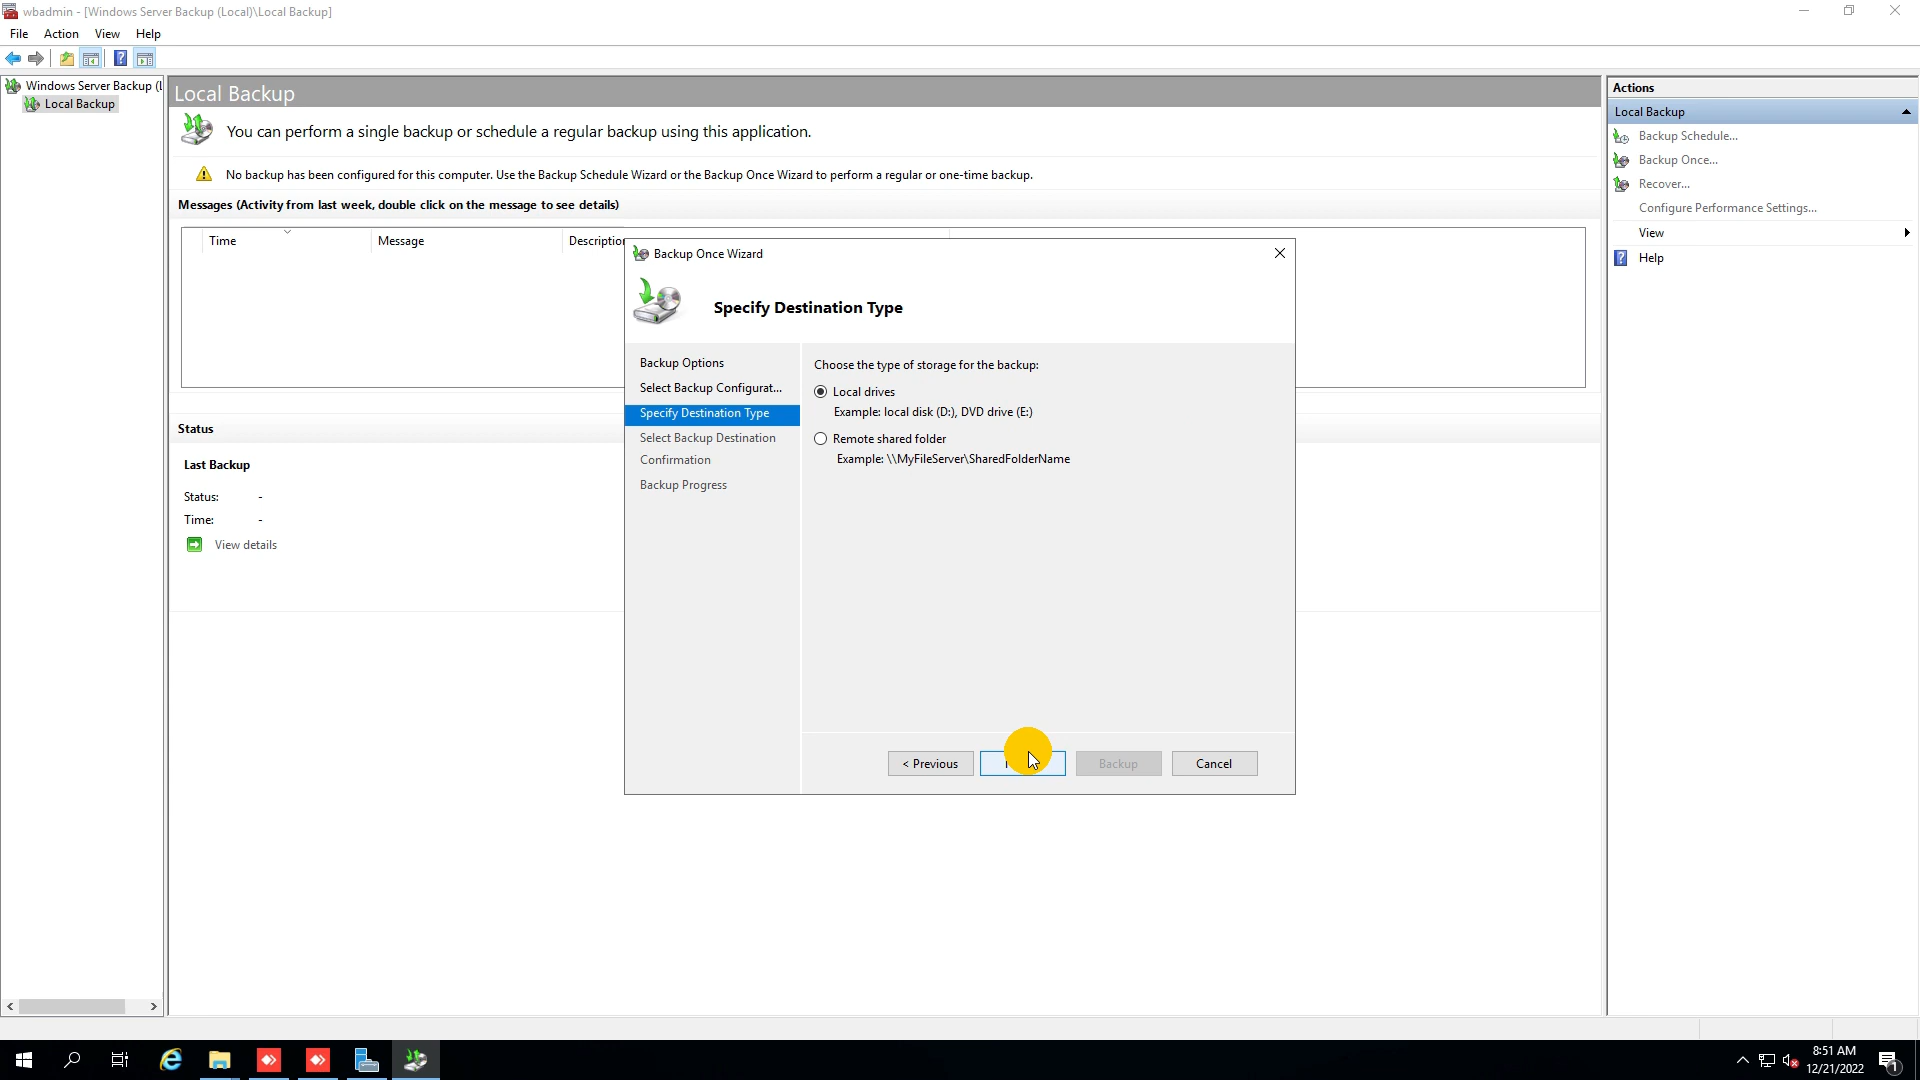 wbadmin - [Windows Server Backup (Local)\Local Backup]
File Action View Help
Windows Server Backup (L
Local Backup
Local Backup
You can perform a single backup or schedule a regular backup using this application.
No backup has been configured for this computer. Use the Backup Schedule Wizard or the Backup Once Wizard to perform a regular or one-time backup.
Messages (Activity from last week, double click on the message to see details)
Time Message Description
Status
Last Backup
Status: -
Time: -
View details
Backup Once Wizard
Specify Destination Type
Backup Options
Select Backup Configurat...
Specify Destination Type
Select Backup Destination
Confirmation
Backup Progress
Choose the type of storage for the backup:
Local drives
Example: local disk (D:), DVD drive (E:)
Remote shared folder
Example: \\MyFileServer\SharedFolderName
< Previous
Backup
Cancel
Actions
Local Backup
Backup Schedule...
Backup Once...
Recover...
Configure Performance Settings...
View
Help
8:51 AM
12/21/2022
1